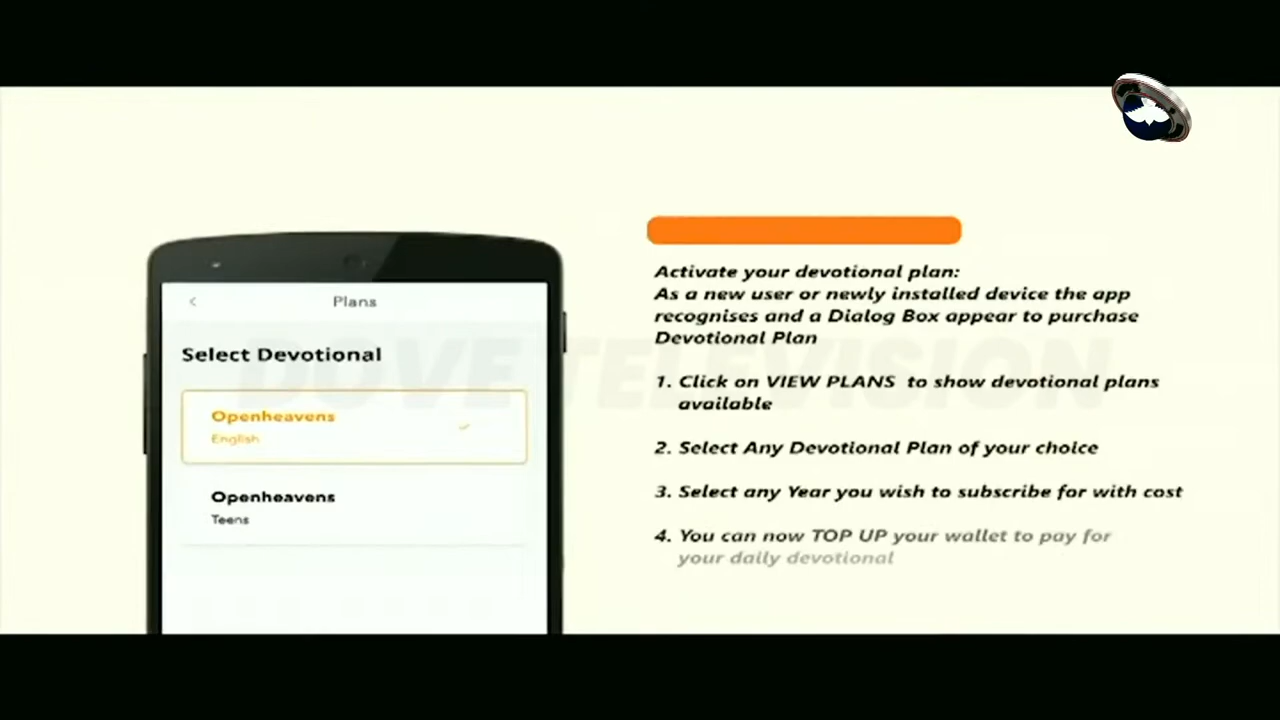 Plans
Select Devotional
Openheavens
English
Openheavens
Teens
DOVE TELEVISION
Activate your devotional plan:
As a new user or newly installed device the app
recognises and a Dialog Box appear to purchase
Devotional Plan
1. Click on VIEW PLANS to show devotional plans
available
2. Select Any Devotional Plan of your choice
3. Select any Year you wish to subscribe for with cost
4. You can now TOP UP your wallet to pay for
your daily devotional